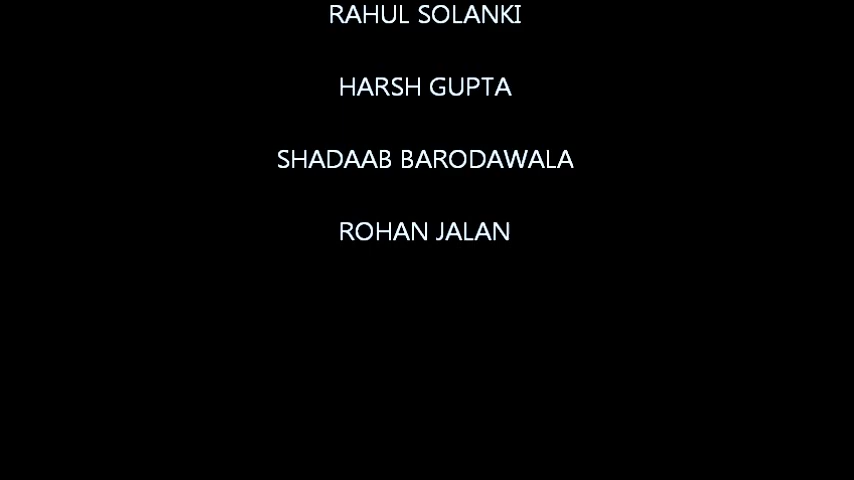 RAHUL SOLANKI
HARSH GUPTA
SHADAAB BARODAWALA
ROHAN JALAN